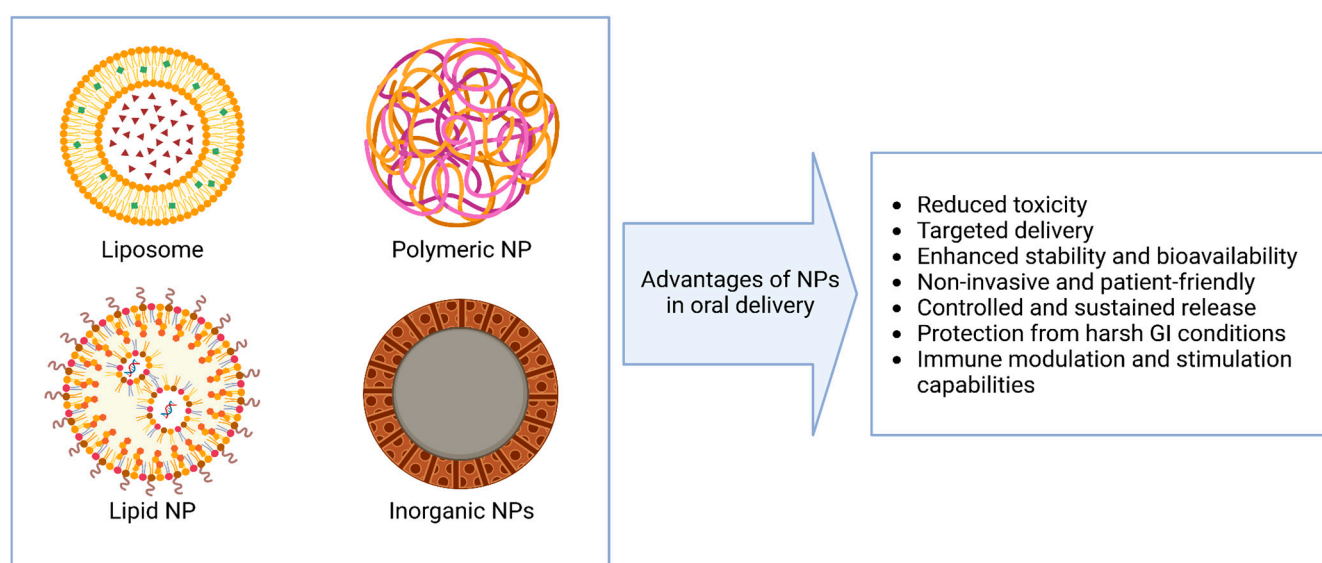 Liposome
Polymeric NP
Lipid NP
Inorganic NPs
Advantages of NPs
in oral delivery
• Reduced toxicity
• Targeted delivery
• Enhanced stability and bioavailability
• Non-invasive and patient-friendly
• Controlled and sustained release
• Protection from harsh GI conditions
• Immune modulation and stimulation
capabilities